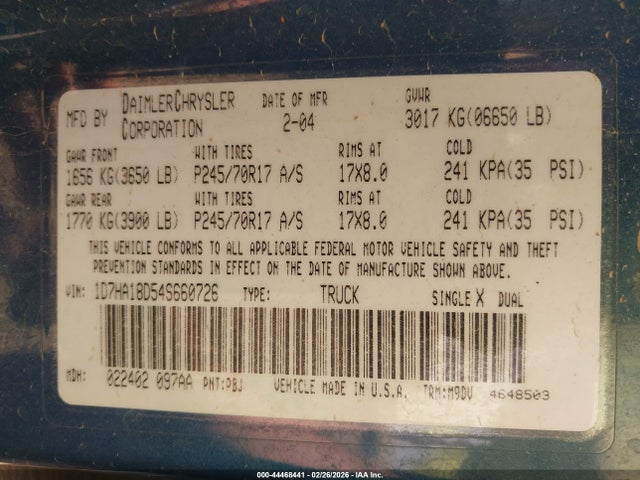 MFD BY DAIMLERCHRYSLER CORPORATION DATE OF MFR 2-04 GVWR 3017 KG(06650 LB)
GAWR FRONT WITH TIRES RIMS AT COLD
1656 KG(3650 LB) P245/70R17 A/S 17X8.0 241 KPA(35 PSI)
GAWR REAR WITH TIRES RIMS AT COLD
1770 KG(3900 LB) P245/70R17 A/S 17X8.0 241 KPA(35 PSI)
THIS VEHICLE CONFORMS TO ALL APPLICABLE FEDERAL MOTOR VEHICLE SAFETY AND THEFT
PREVENTION STANDARDS IN EFFECT ON THE DATE OF MANUFACTURE SHOWN ABOVE.
VIN: 1D7HA18D54S660726 TYPE: TRUCK SINGLE X DUAL
MDH: 022402 097AA PNT:PBJ VEHICLE MADE IN U.S.A. TRM:M9DV 4648503
000-44468441 - 02/26/2026 - IAA Inc.